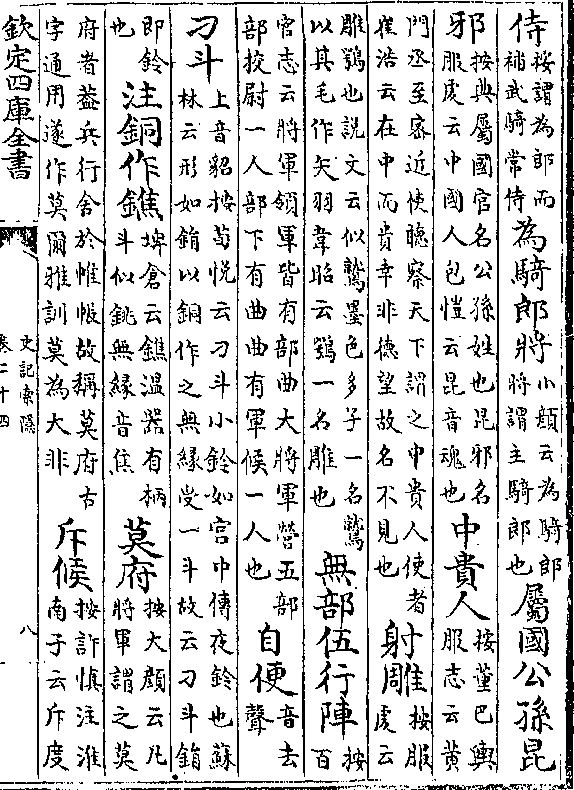 侍按謂為郎而補武騎常侍為騎郎將小顔云為騎郎將謂主騎郎也屬國公孫昆
邪按典屬國官名公孫姓也昆邪名服虔云中國人包愷云昆音魂也中貴人按董巴輿服志云黄
門丞至宻近使聽察天下謂之中貴人使者崔浩云在中而貴幸非徳望故名不見也射雕按服虔云
雕鶚也説文云似鷲墨色多子一名鷲以其毛作矢羽韋昭云鶚一名雕也無部伍行陣按百
官志云將軍領軍皆有部曲大將軍營五部部挍尉一人部下有曲曲有軍候一人也自便音去聲
刁斗上音貂按荀悦云刁斗小鈴如宫中傳夜鈴也蘇林云形如鋗以銅作之無縁受一斗故云刁斗鋗
即鈴也注銅作鐎埤倉云鐎溫器有柄斗似銚無縁音焦莫府按大顔云凡將軍謂之莫
府者葢兵行舎於帷帳故稱莫府古字通用遂作莫爾雅訓莫為大非斥候按許慎注淮南子云斥度
欽定四庫全書
史記索隱
卷二十四
八